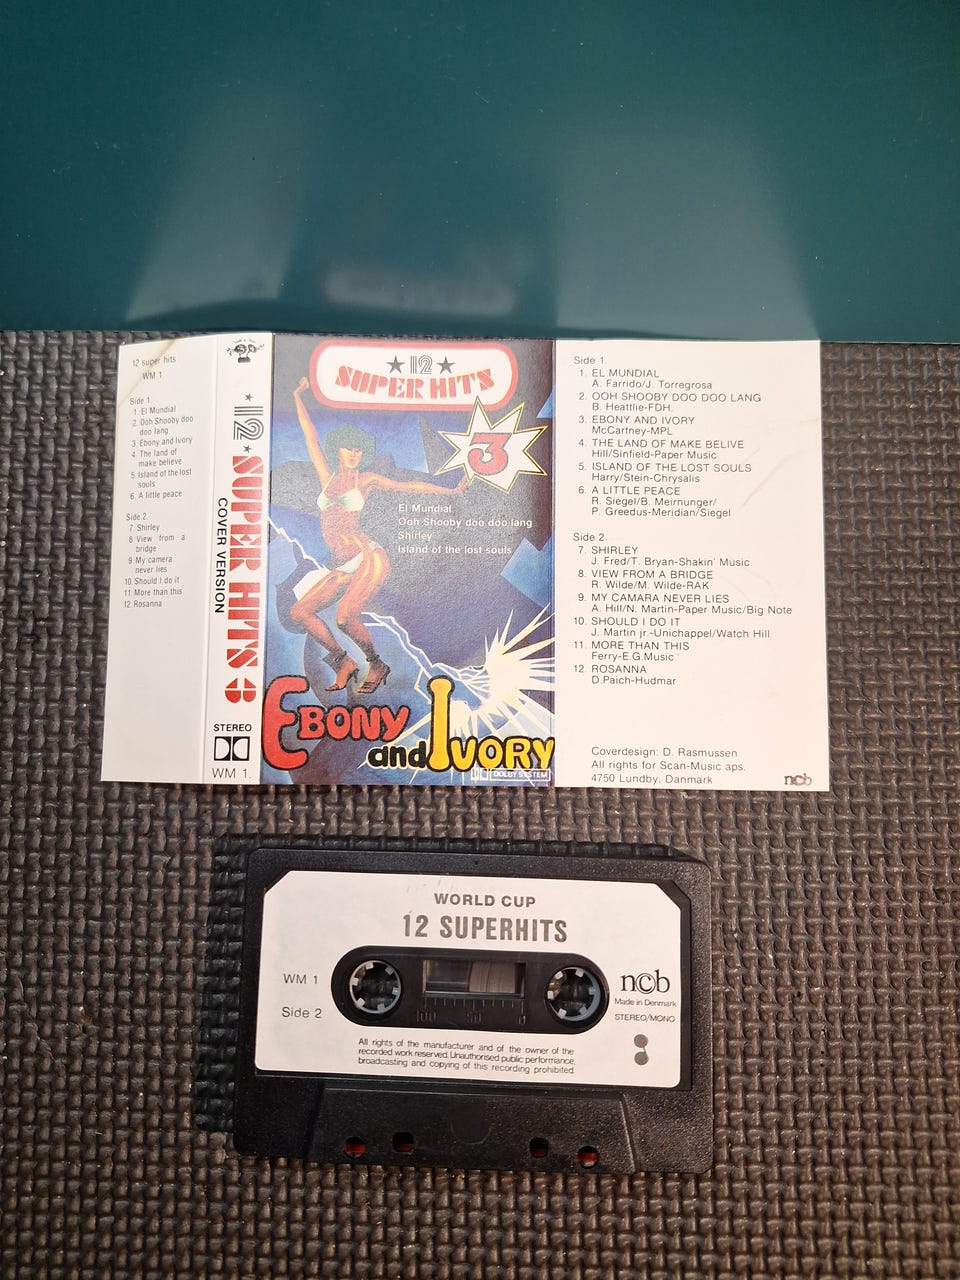 12 super hits
WM 1.
Side 1.
1. El Mundial
2. Ooh Shooby doo
doo lang
3. Ebony and Ivory
4. The land of
make believe
5. Island of the lost
souls
6. A little peace
Side 2.
7. Shirley
8. View from a
bridge
9. My camera
never lies
10. Should I do it
11. More than this
12. Rosanna
★12★SUPER HITS 3
COVER VERSION
STEREO
WM 1.
★ 12 ★
SUPER HITS
3
El Mundial
Ooh Shooby doo doo lang
Shirley
Island of the lost souls
EBONY
and IVORY
DOLBY SYSTEM
Side 1.
1. EL MUNDIAL
A. Farrido/J. Torregrosa
2. OOH SHOOBY DOO DOO LANG
B. Heattlie-FDH.
3. EBONY AND IVORY
McCartney-MPL
4. THE LAND OF MAKE BELIVE
Hill/Sinfield-Paper Music
5. ISLAND OF THE LOST SOULS
Harry/Stein-Chrysalis
6. A LITTLE PEACE
R. Siegel/B. Meirnunger/
P. Greedus-Meridian/Siegel
Side 2.
7. SHIRLEY
J. Fred/T. Bryan-Shakin' Music
8. VIEW FROM A BRIDGE
R. Wilde/M. Wilde-RAK
9. MY CAMARA NEVER LIES
A. Hill/N. Martin-Paper Music/Big Note
10. SHOULD I DO IT
J. Martin jr.-Unichappel/Watch Hill
11. MORE THAN THIS
Ferry-E.G.Music
12. ROSANNA
D.Paich-Hudmar
Coverdesign: D. Rasmussen
All rights for Scan-Music aps.
4750 Lundby, Danmark
ncb
WORLD CUP
12 SUPERHITS
WM 1
Side 2
ncb
Made in Denmark
STEREO/MONO
100 50 0
All rights of the manufacturer and of the owner of the
recorded work reserved. Unauthorised public performance,
broadcasting and copying of this recording prohibited.